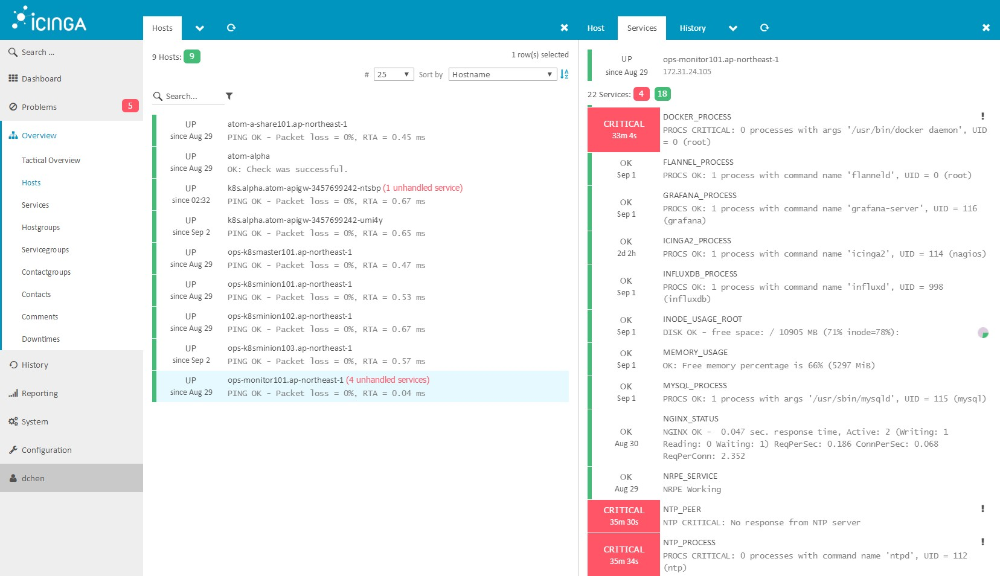 iCINGA
Search ...
Dashboard
Problems
5
Overview
Tactical Overview
Hosts
Services
Hostgroups
Servicegroups
Contactgroups
Contacts
Comments
Downtimes
History
Reporting
System
Configuration
dchen
Hosts
9 Hosts: 9
1 row(s) selected
# 25 Sort by Hostname
Search...
UP
since Aug 29
atom-a-share101.ap-northeast-1
PING OK - Packet loss = 0%, RTA = 0.45 ms
UP
since Aug 29
atom-alpha
OK: Check was successful.
UP
since 02:32
k8s.alpha.atom-apigw-3457699242-ntsbp (1 unhandled service)
PING OK - Packet loss = 0%, RTA = 0.67 ms
UP
since Sep 2
k8s.alpha.atom-apigw-3457699242-umi4y
PING OK - Packet loss = 0%, RTA = 0.65 ms
UP
since Aug 29
ops-k8smaster101.ap-northeast-1
PING OK - Packet loss = 0%, RTA = 0.47 ms
UP
since Aug 29
ops-k8sminion101.ap-northeast-1
PING OK - Packet loss = 0%, RTA = 0.53 ms
UP
since Aug 29
ops-k8sminion102.ap-northeast-1
PING OK - Packet loss = 0%, RTA = 0.67 ms
UP
since Sep 2
ops-k8sminion103.ap-northeast-1
PING OK - Packet loss = 0%, RTA = 0.57 ms
UP
since Aug 29
ops-monitor101.ap-northeast-1 (4 unhandled services)
PING OK - Packet loss = 0%, RTA = 0.04 ms
Host Services History
UP
since Aug 29
ops-monitor101.ap-northeast-1
172.31.24.105
22 Services: 4 18
CRITICAL
33m 4s
DOCKER_PROCESS
PROCS CRITICAL: 0 processes with args '/usr/bin/docker daemon', UID
= 0 (root)
OK
Sep 1
FLANNEL_PROCESS
PROCS OK: 1 process with command name 'flanneld', UID = 0 (root)
OK
Sep 1
GRAFANA_PROCESS
PROCS OK: 1 process with command name 'grafana-server', UID = 116
(grafana)
OK
2d 2h
ICINGA2_PROCESS
PROCS OK: 1 process with command name 'icinga2', UID = 114 (nagios)
OK
Sep 1
INFLUXDB_PROCESS
PROCS OK: 1 process with command name 'influxd', UID = 998
(influxdb)
OK
Sep 1
INODE_USAGE_ROOT
DISK OK - free space: / 10905 MB (71% inode=78%):
OK
Sep 1
MEMORY_USAGE
OK: Free memory percentage is 66% (5297 MiB)
OK
Sep 1
MYSQL_PROCESS
PROCS OK: 1 process with args '/usr/sbin/mysqld', UID = 115 (mysql)
OK
Aug 30
NGINX_STATUS
NGINX OK - 0.047 sec. response time, Active: 2 (Writing: 1
Reading: 0 Waiting: 1) ReqPerSec: 0.186 ConnPerSec: 0.068
ReqPerConn: 2.352
OK
Aug 29
NRPE_SERVICE
NRPE Working
CRITICAL
35m 30s
NTP_PEER
NTP CRITICAL: No response from NTP server
CRITICAL
35m 34s
NTP_PROCESS
PROCS CRITICAL: 0 processes with command name 'ntpd', UID = 112
(ntp)